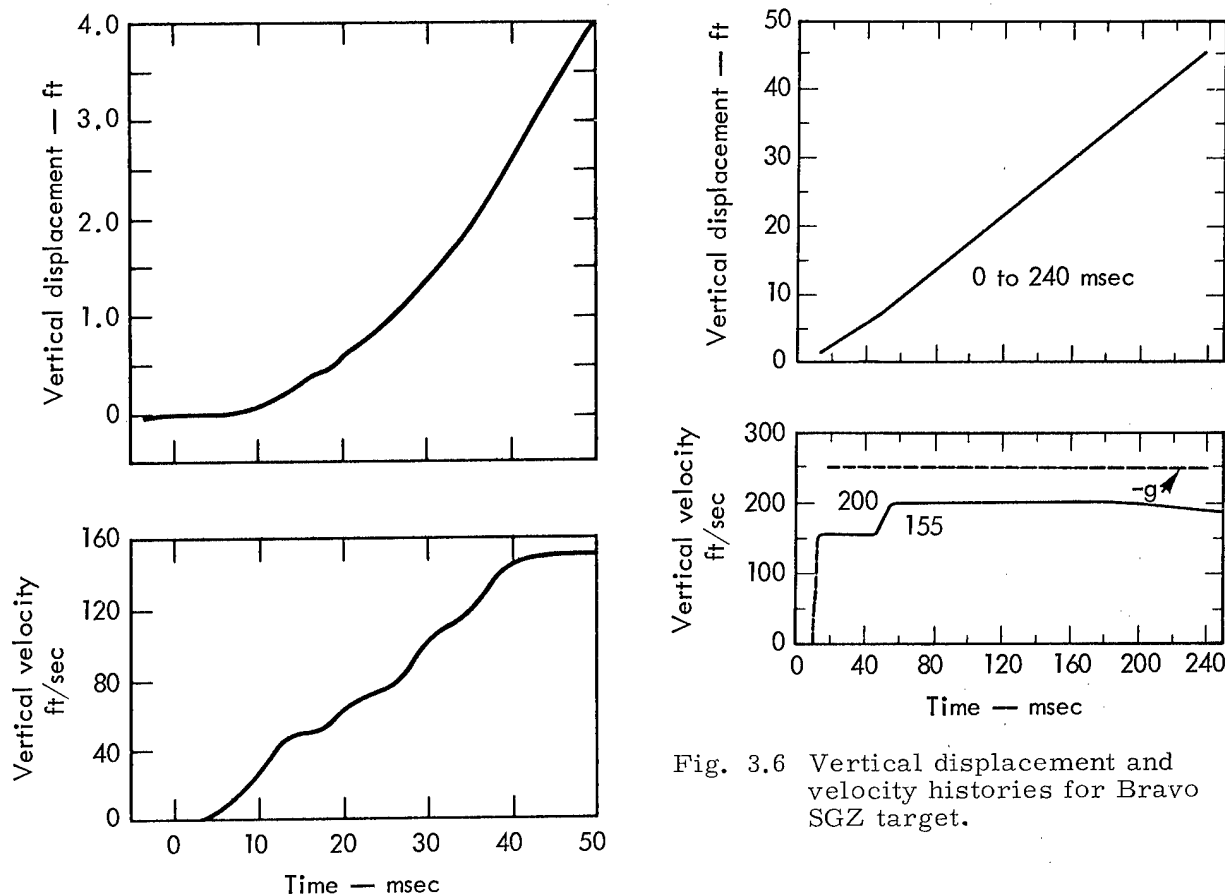 Vertical displacement — ft
4.0
3.0
2.0
1.0
0
Vertical velocity
ft/sec
160
120
80
40
0
0 10 20 30 40 50
Time — msec
Vertical displacement — ft
50
40
30
20
10
0
0 to 240 msec
Vertical velocity
ft/sec
300
200
100
0
-g
200
155
0 40 80 120 160 200 240
Time — msec
Fig. 3.6 Vertical displacement and
velocity histories for Bravo
SGZ target.